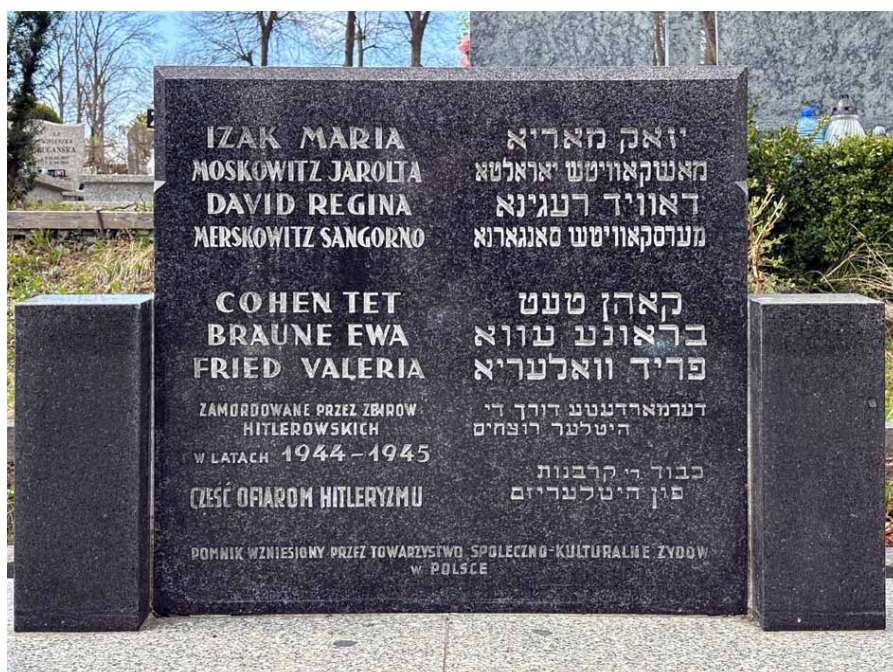 IZAK MARIA
MOSKOWITZ JAROLTA
DAVID REGINA
MERSKOWITZ SANGORNO
COHEN TET
BRAUNE EWA
FRIED VALERIA
ZAMORDOWANE PRZEZ ZBIRÓW
HITLEROWSKICH
W LATACH 1944-1945
CZEŚĆ OFIAROM HITLERYZMU
יזאק מאריא
מאשקאוויטש יאראלטא
דאוויד רעגינא
מערסקאוויטש סאנגארנא
קאהן טעט
בראונע עווא
פריד וואלעריא
דערמארדעטע דורך די
היטלער רוצחים
כבוד די קרבנות
פון היטלעריזם
POMNIK WZNIESIONY PRZEZ TOWARZYSTWO SPOŁECZNO-KULTURALNE ŻYDÓW
W POLSCE